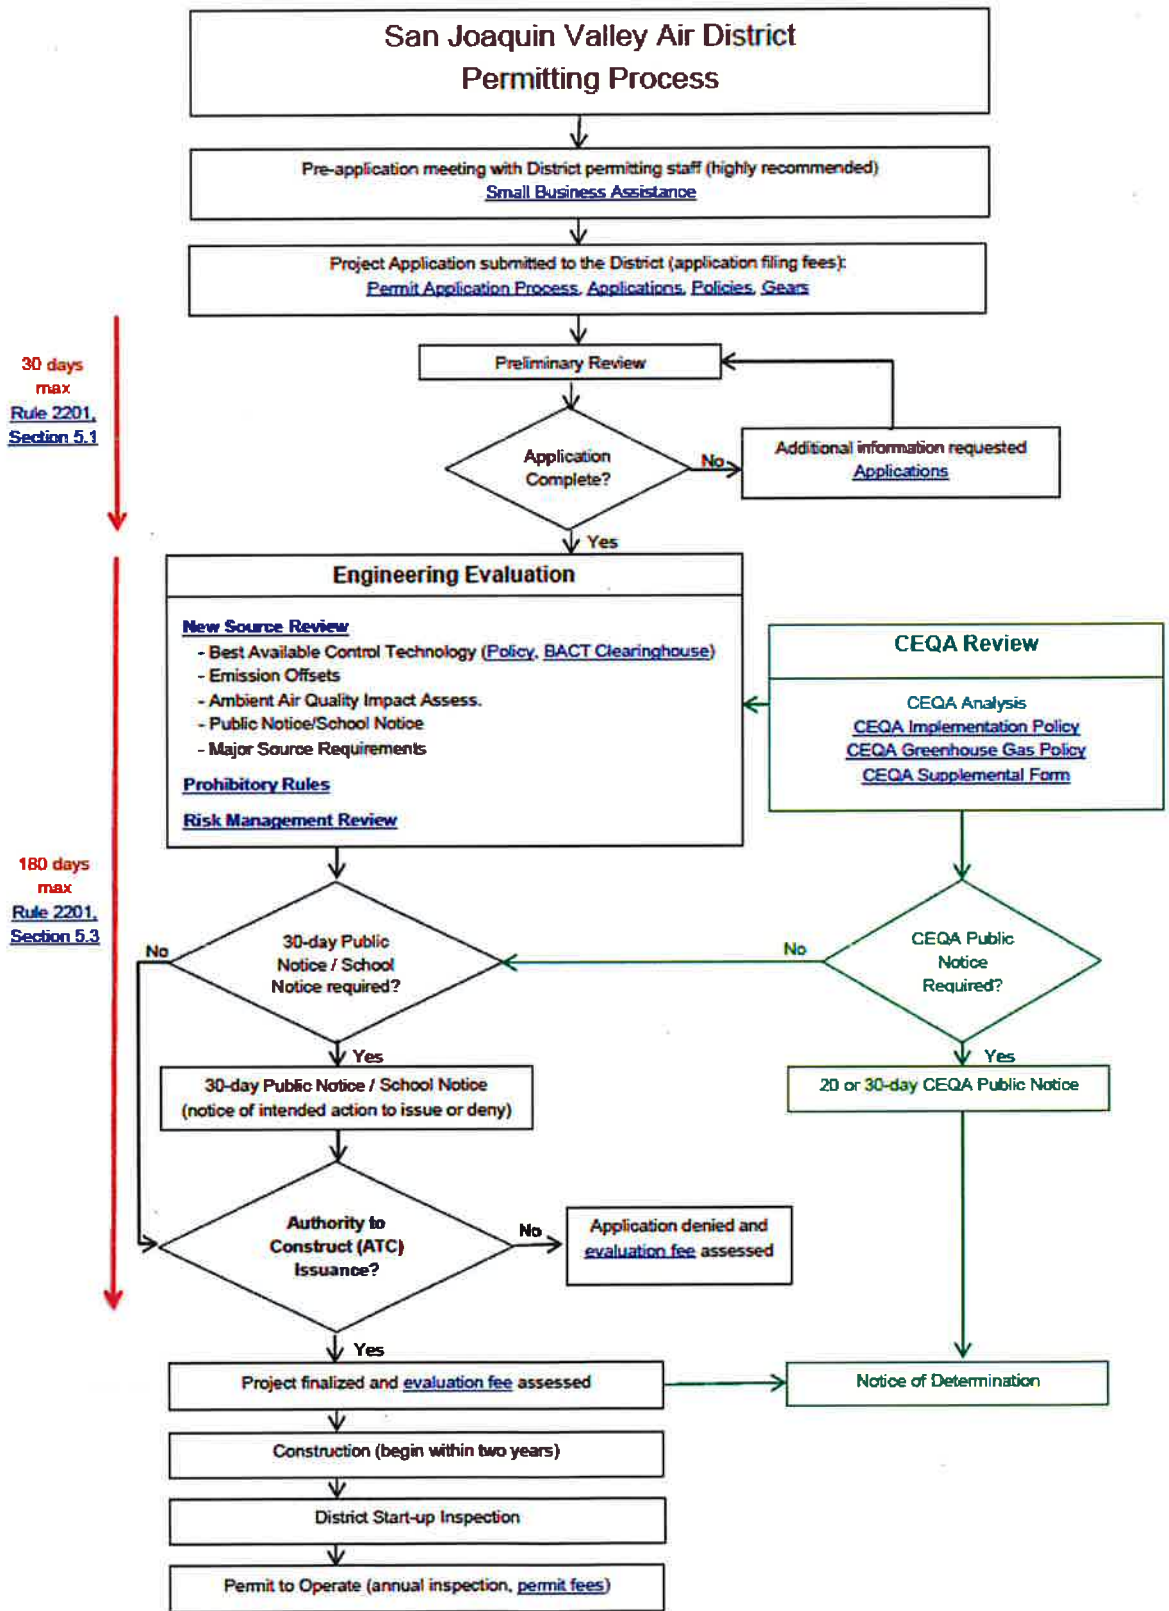 San Joaquin Valley Air District
Permitting Process
Pre-application meeting with District permitting staff (highly recommended)
Small Business Assistance
Project Application submitted to the District (application filing fees):
Permit Application Process, Applications, Policies, Gears
30 days
max
Rule 2201,
Section 5.1
Preliminary Review
Application
Complete?
No
Additional information requested
Applications
Yes
Engineering Evaluation
New Source Review
- Best Available Control Technology (Policy, BACT Clearinghouse)
- Emission Offsets
- Ambient Air Quality Impact Assess.
- Public Notice/School Notice
- Major Source Requirements
Prohibitory Rules
Risk Management Review
CEQA Review
CEQA Analysis
CEQA Implementation Policy
CEQA Greenhouse Gas Policy
CEQA Supplemental Form
180 days
max
Rule 2201,
Section 5.3
No
30-day Public
Notice / School
Notice required?
No
CEQA Public
Notice
Required?
Yes
Yes
30-day Public Notice / School Notice
(notice of intended action to issue or deny)
20 or 30-day CEQA Public Notice
Authority to
Construct (ATC)
Issuance?
No
Application denied and
evaluation fee assessed
Yes
Project finalized and evaluation fee assessed
Notice of Determination
Construction (begin within two years)
District Start-up Inspection
Permit to Operate (annual inspection, permit fees)